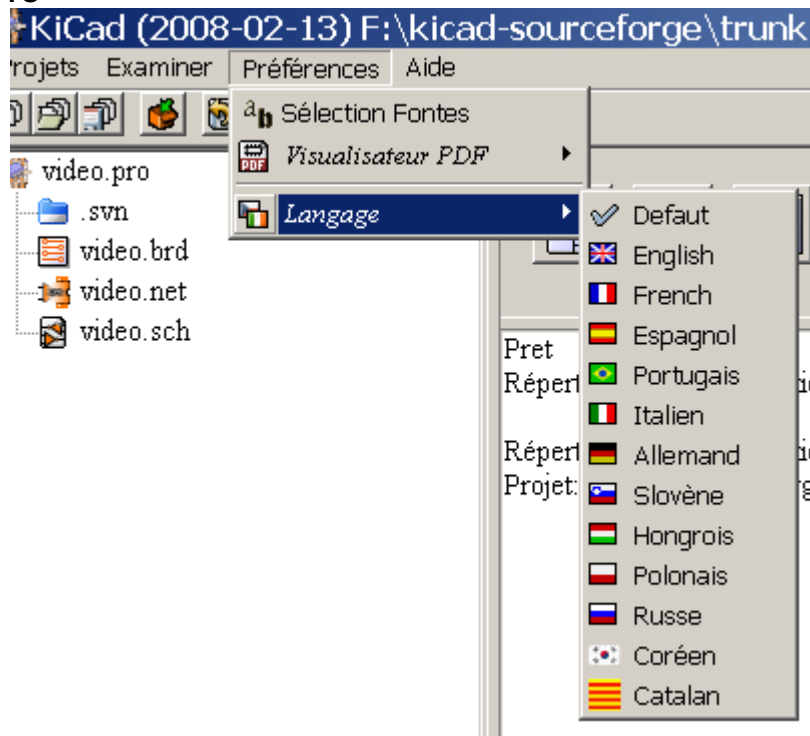 KiCad (2008-02-13) F:\kicad-sourceforge\trunk
Projets Examiner Préférences Aide
ab Sélection Fontes
PDF Visualisateur PDF
Langage
video.pro
.svn
video.brd
video.net
video.sch
Defaut
English
French
Espagnol
Portugais
Italien
Allemand
Slovène
Hongrois
Polonais
Russe
Coréen
Catalan
Pret
Répert
Répert
Projet: